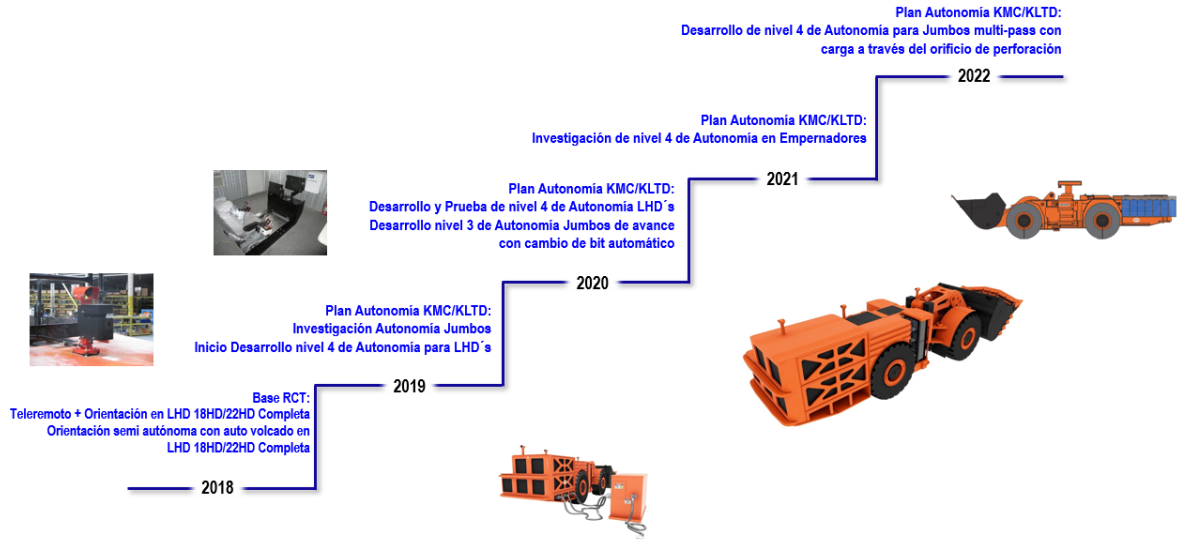 Plan Autonomía KMC/KLTD:
Desarrollo de nivel 4 de Autonomía para Jumbos multi-pass con
carga a través del orificio de perforación
2022
Plan Autonomía KMC/KLTD:
Investigación de nivel 4 de Autonomía en Empernadores
2021
Plan Autonomía KMC/KLTD:
Desarrollo y Prueba de nivel 4 de Autonomía LHD´s
Desarrollo nivel 3 de Autonomía Jumbos de avance
con cambio de bit automático
2020
Plan Autonomía KMC/KLTD:
Investigación Autonomía Jumbos
Inicio Desarrollo nivel 4 de Autonomía para LHD´s
2019
Base RCT:
Teleremoto + Orientación en LHD 18HD/22HD Completa
Orientación semi autónoma con auto volcado en
LHD 18HD/22HD Completa
2018